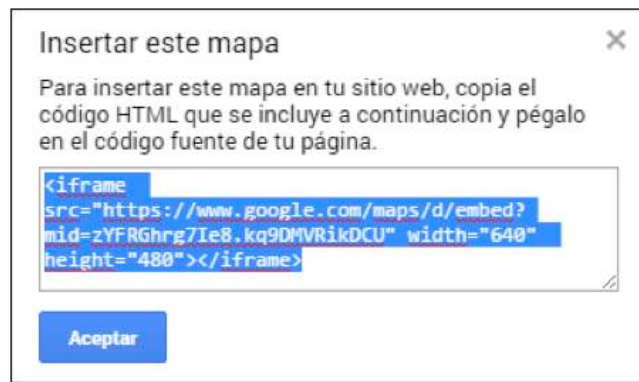 Insertar este mapa
Para insertar este mapa en tu sitio web, copia el
código HTML que se incluye a continuación y pégalo
en el código fuente de tu página.
<iframe
src="https://www.google.com/maps/d/embed?
mid=zYFRGhrg7Ie8.kq9DMVRikDCU" width="640"
height="480"></iframe>
Aceptar